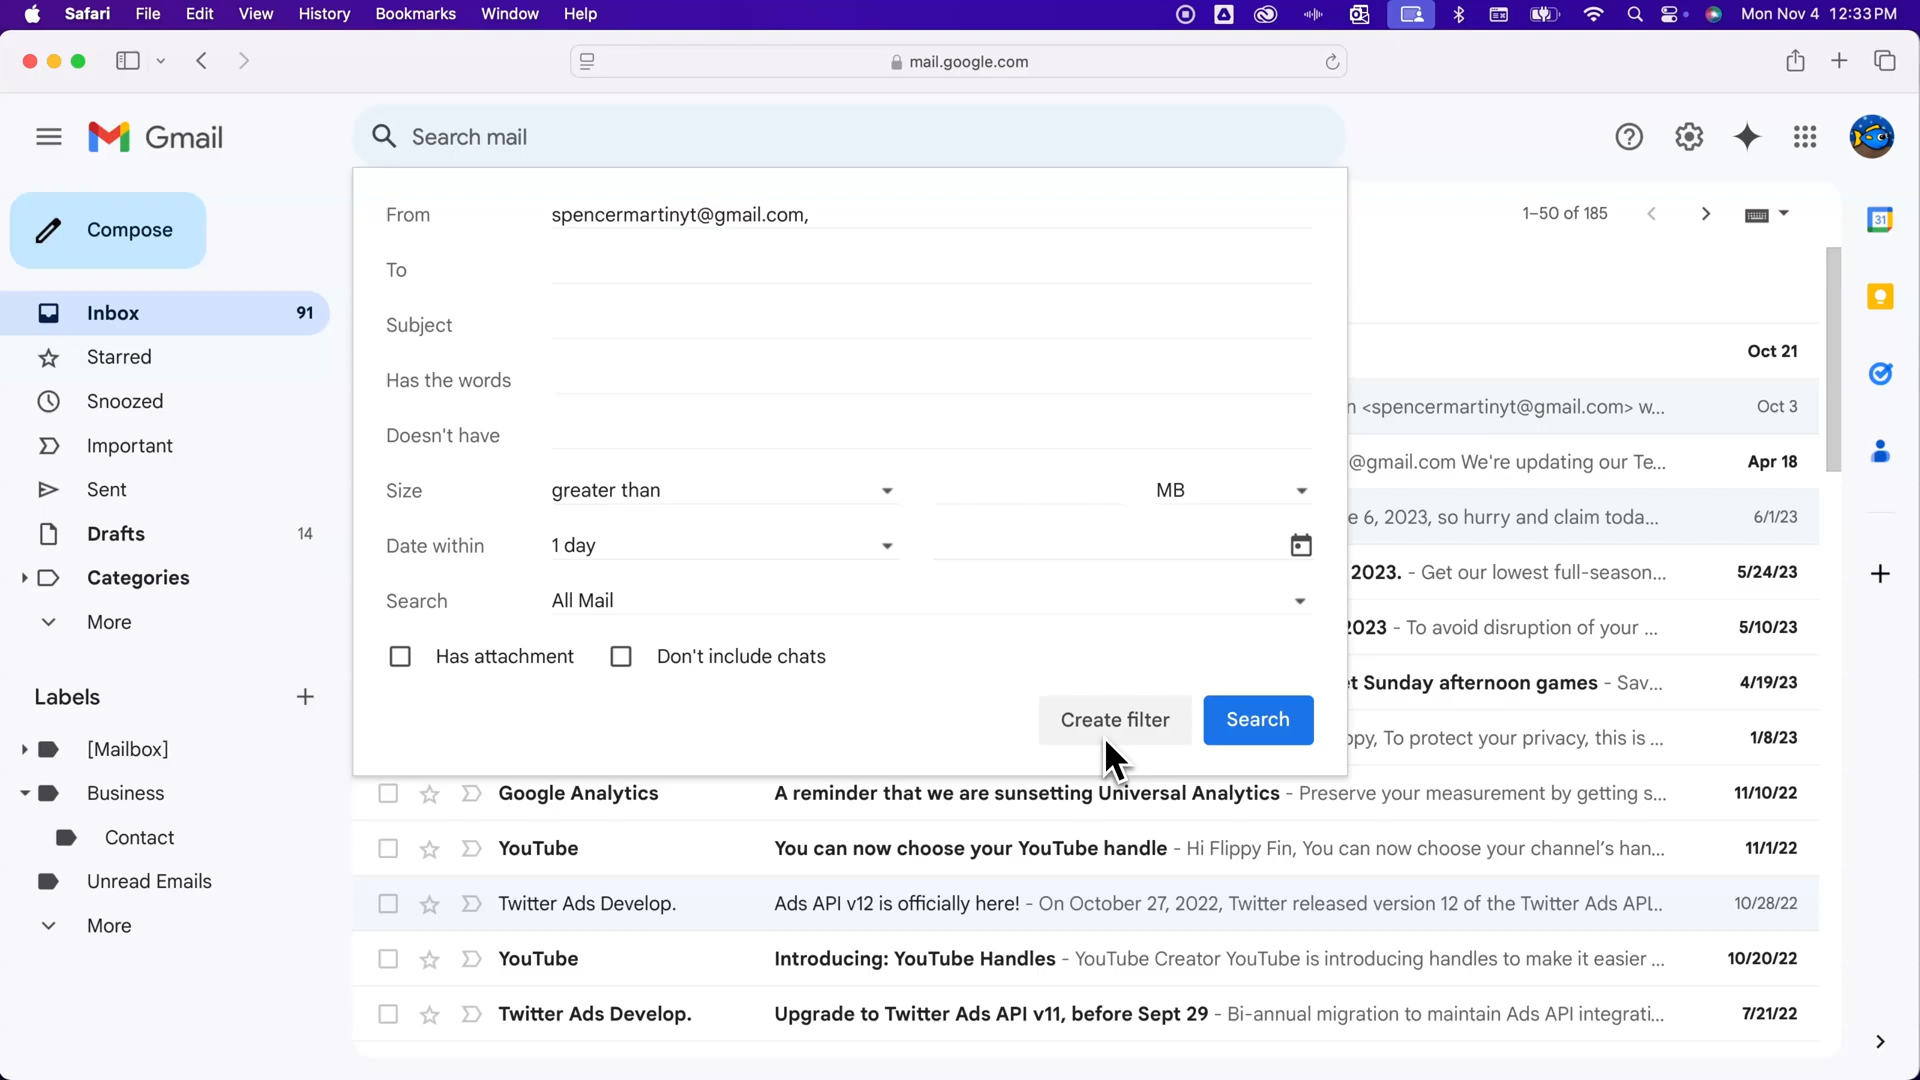 Safari File Edit View History Bookmarks Window Help Mon Nov 4 12:33 PM
mail.google.com
Gmail
Search mail
Compose
Inbox 91
Starred
Snoozed
Important
Sent
Drafts 14
Categories
More
Labels
[Mailbox]
Business
Contact
Unread Emails
More
From spencermartinyt@gmail.com,
To
Subject
Has the words
Doesn't have
Size greater than MB
Date within 1 day
Search All Mail
Has attachment Don't include chats
Create filter Search
1–50 of 185
31
Oct 21
<spencermartinyt@gmail.com> w... Oct 3
@gmail.com We're updating our Te... Apr 18
e 6, 2023, so hurry and claim toda... 6/1/23
2023. - Get our lowest full-season... 5/24/23
2023 - To avoid disruption of your ... 5/10/23
et Sunday afternoon games - Sav... 4/19/23
ppy, To protect your privacy, this is ... 1/8/23
Google Analytics A reminder that we are sunsetting Universal Analytics - Preserve your measurement by getting s... 11/10/22
YouTube You can now choose your YouTube handle - Hi Flippy Fin, You can now choose your channel's han... 11/1/22
Twitter Ads Develop. Ads API v12 is officially here! - On October 27, 2022, Twitter released version 12 of the Twitter Ads API,.. 10/28/22
YouTube Introducing: YouTube Handles - YouTube Creator YouTube is introducing handles to make it easier ... 10/20/22
Twitter Ads Develop. Upgrade to Twitter Ads API v11, before Sept 29 - Bi-annual migration to maintain Ads API integrati... 7/21/22